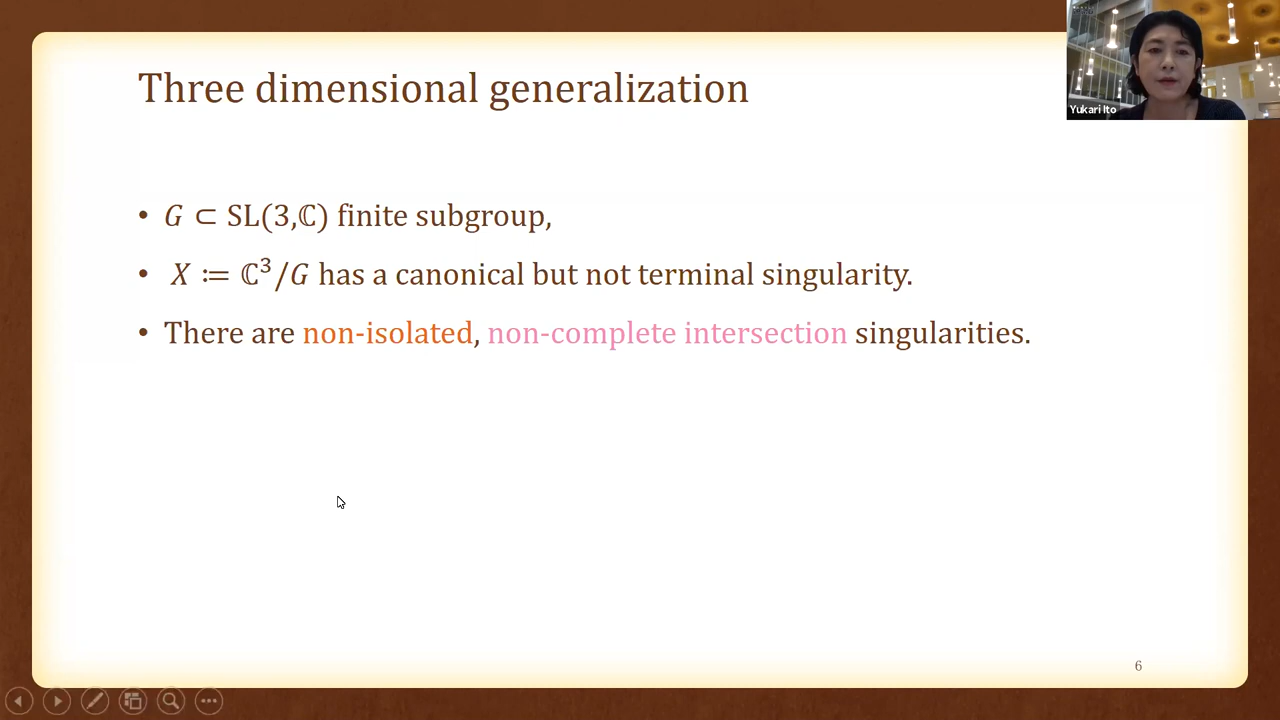 Three dimensional generalization
Yukari Ito
• G ⊂ SL(3,ℂ) finite subgroup,
• X ≔ ℂ³/G has a canonical but not terminal singularity.
• There are non-isolated, non-complete intersection singularities.
6